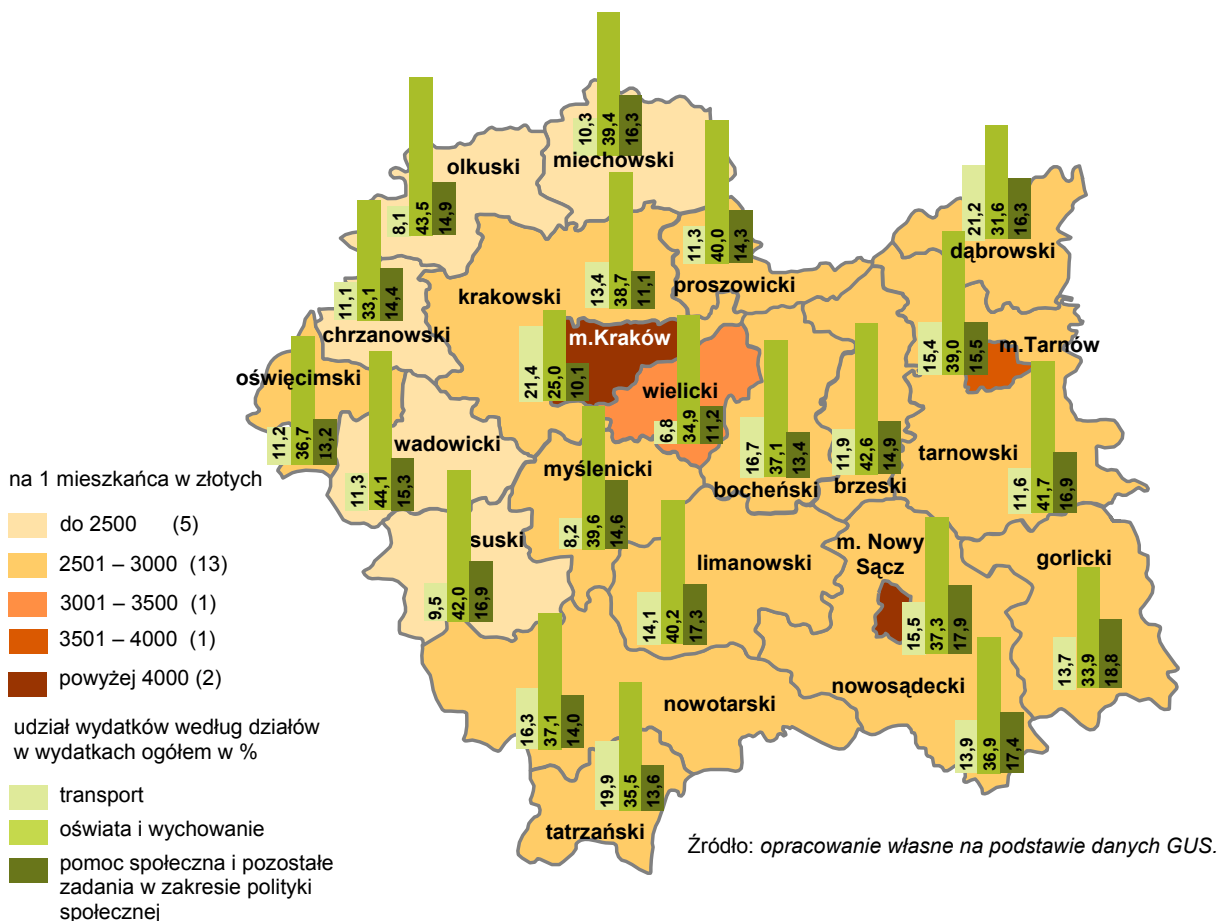 10,3
39,4
16,3
miechowski
8,1
43,5
14,9
olkuski
11,3
40,0
14,3
proszowicki
21,2
31,6
16,3
dąbrowski
13,4
38,7
11,1
krakowski
11,1
33,1
14,4
chrzanowski
21,4
25,0
10,1
m.Kraków
6,8
34,9
11,2
wielicki
15,4
39,0
15,5
m.Tarnów
11,2
36,7
13,2
oświęcimski
11,3
44,1
15,3
wadowicki
16,7
37,1
13,4
bocheński
11,9
42,6
14,9
brzeski
11,6
41,7
16,9
tarnowski
8,2
39,6
14,6
myślenicki
9,5
42,0
16,9
suski
14,1
40,2
17,3
limanowski
15,5
37,3
17,9
m. Nowy
Sącz
13,7
33,9
18,8
gorlicki
16,3
37,1
14,0
nowotarski
13,9
36,9
17,4
nowosądecki
19,9
35,5
13,6
tatrzański
na 1 mieszkańca w złotych
do 2500 (5)
2501 – 3000 (13)
3001 – 3500 (1)
3501 – 4000 (1)
powyżej 4000 (2)
udział wydatków według działów
w wydatkach ogółem w %
transport
oświata i wychowanie
pomoc społeczna i pozostałe
zadania w zakresie polityki
społecznej
Źródło: opracowanie własne na podstawie danych GUS.